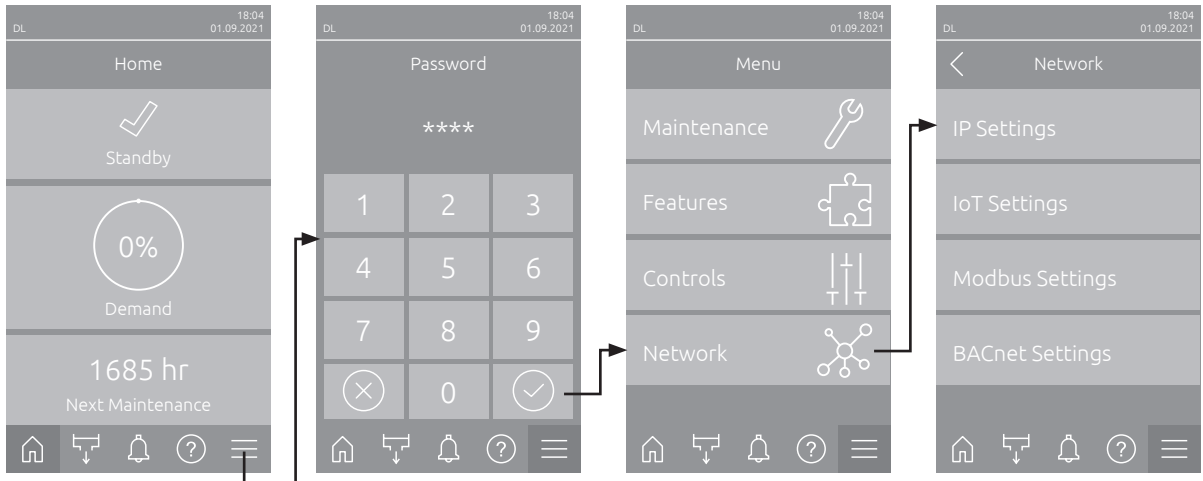 18:04
DL 01.09.2021
Home
Standby
0%
Demand
1685 hr
Next Maintenance
?
18:04
DL 01.09.2021
Password
****
1 2 3
4 5 6
7 8 9
0
?
18:04
DL 01.09.2021
Menu
Maintenance
Features
Controls
Network
?
18:04
DL 01.09.2021
Network
IP Settings
IoT Settings
Modbus Settings
BACnet Settings
?